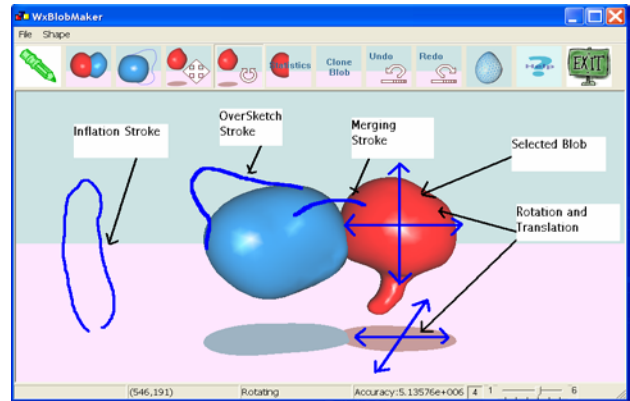 WxBlobMaker
File Shape
Statistics
Clone
Blob
Undo
Redo
EXIT
Inflation Stroke
OverSketch
Stroke
Merging
Stroke
Selected Blob
Rotation and
Translation
(546,191) Rotating Accuracy:5.13576e+006 4 1 6